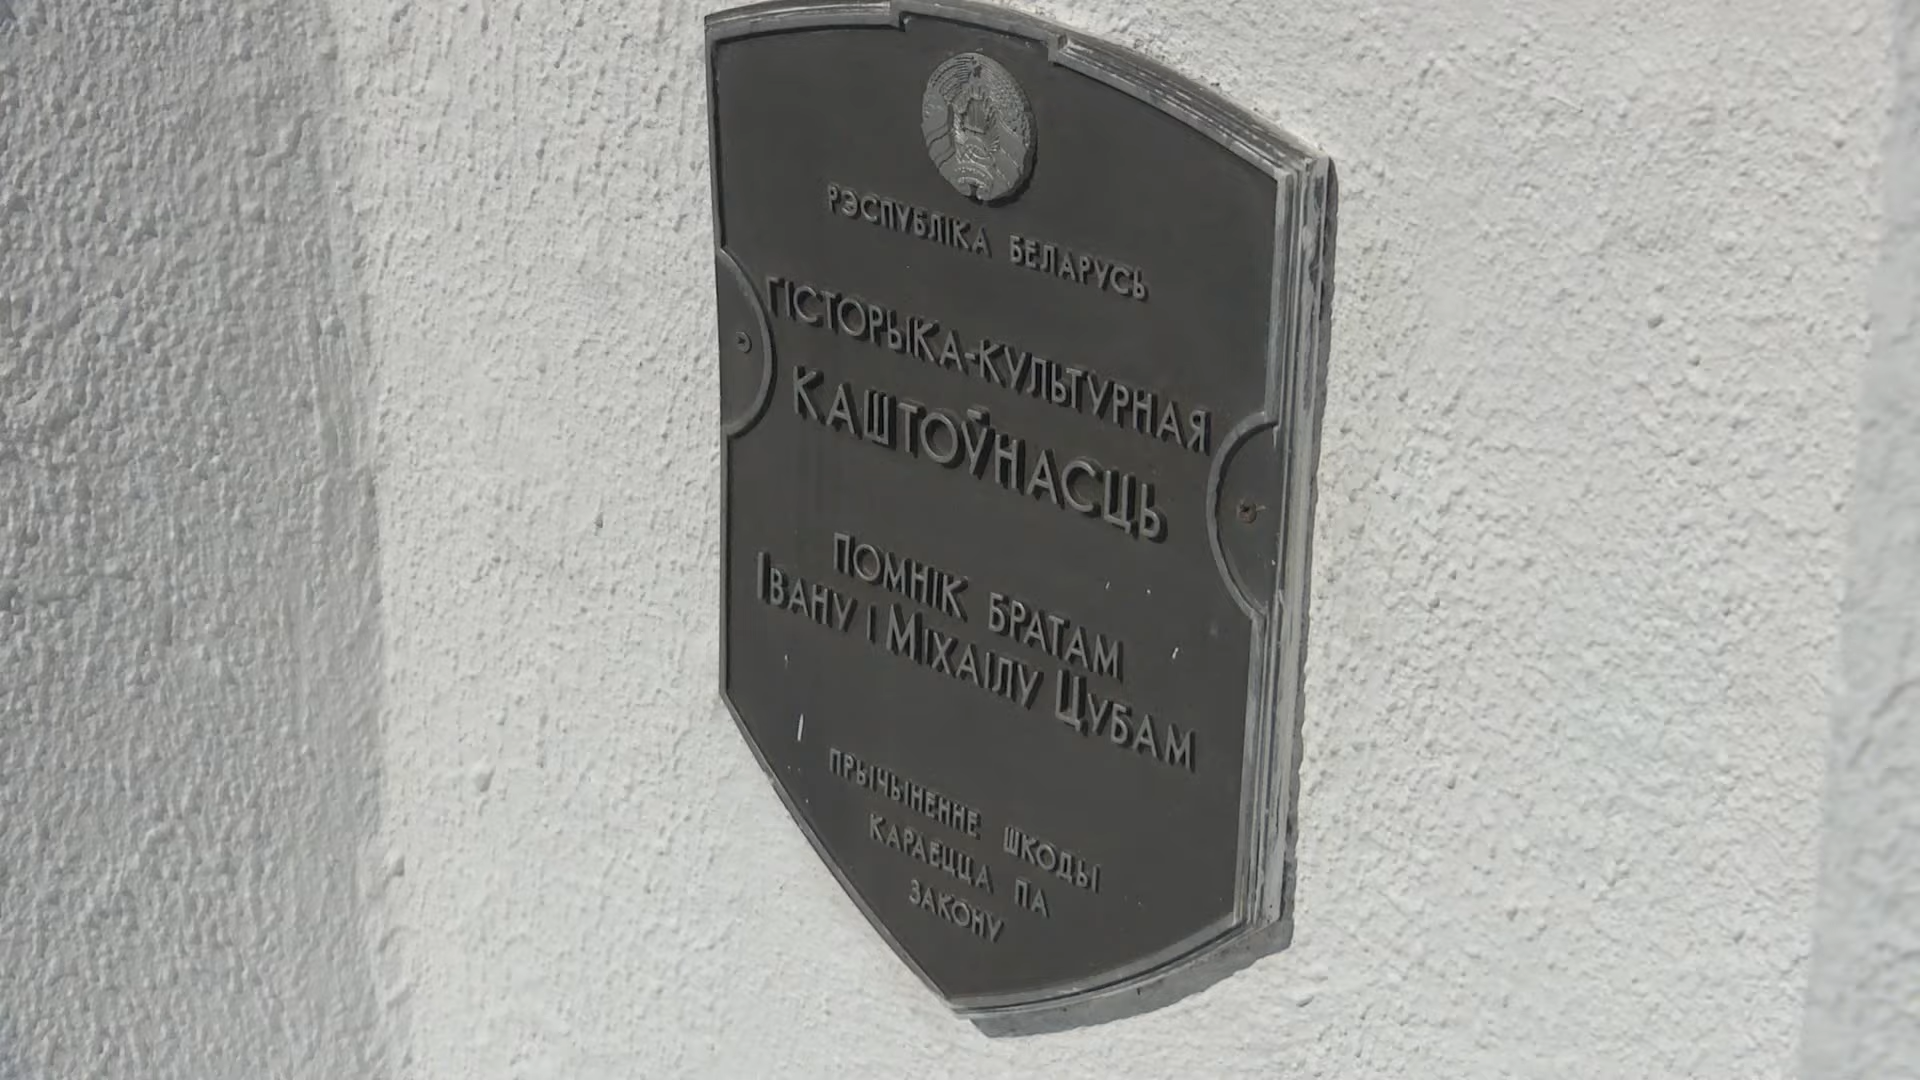 РЭСПУБЛІКА БЕЛАРУСЬ
ГІСТОРЫКА-КУЛЬТУРНАЯ
КАШТОЎНАСЦЬ
ПОМНІК БРАТАМ
ІВАНУ І МІХАІЛУ ЦУБАМ
ПРЫЧЫНЕННЕ ШКОДЫ
КАРАЕЦЦА ПА
ЗАКОНУ